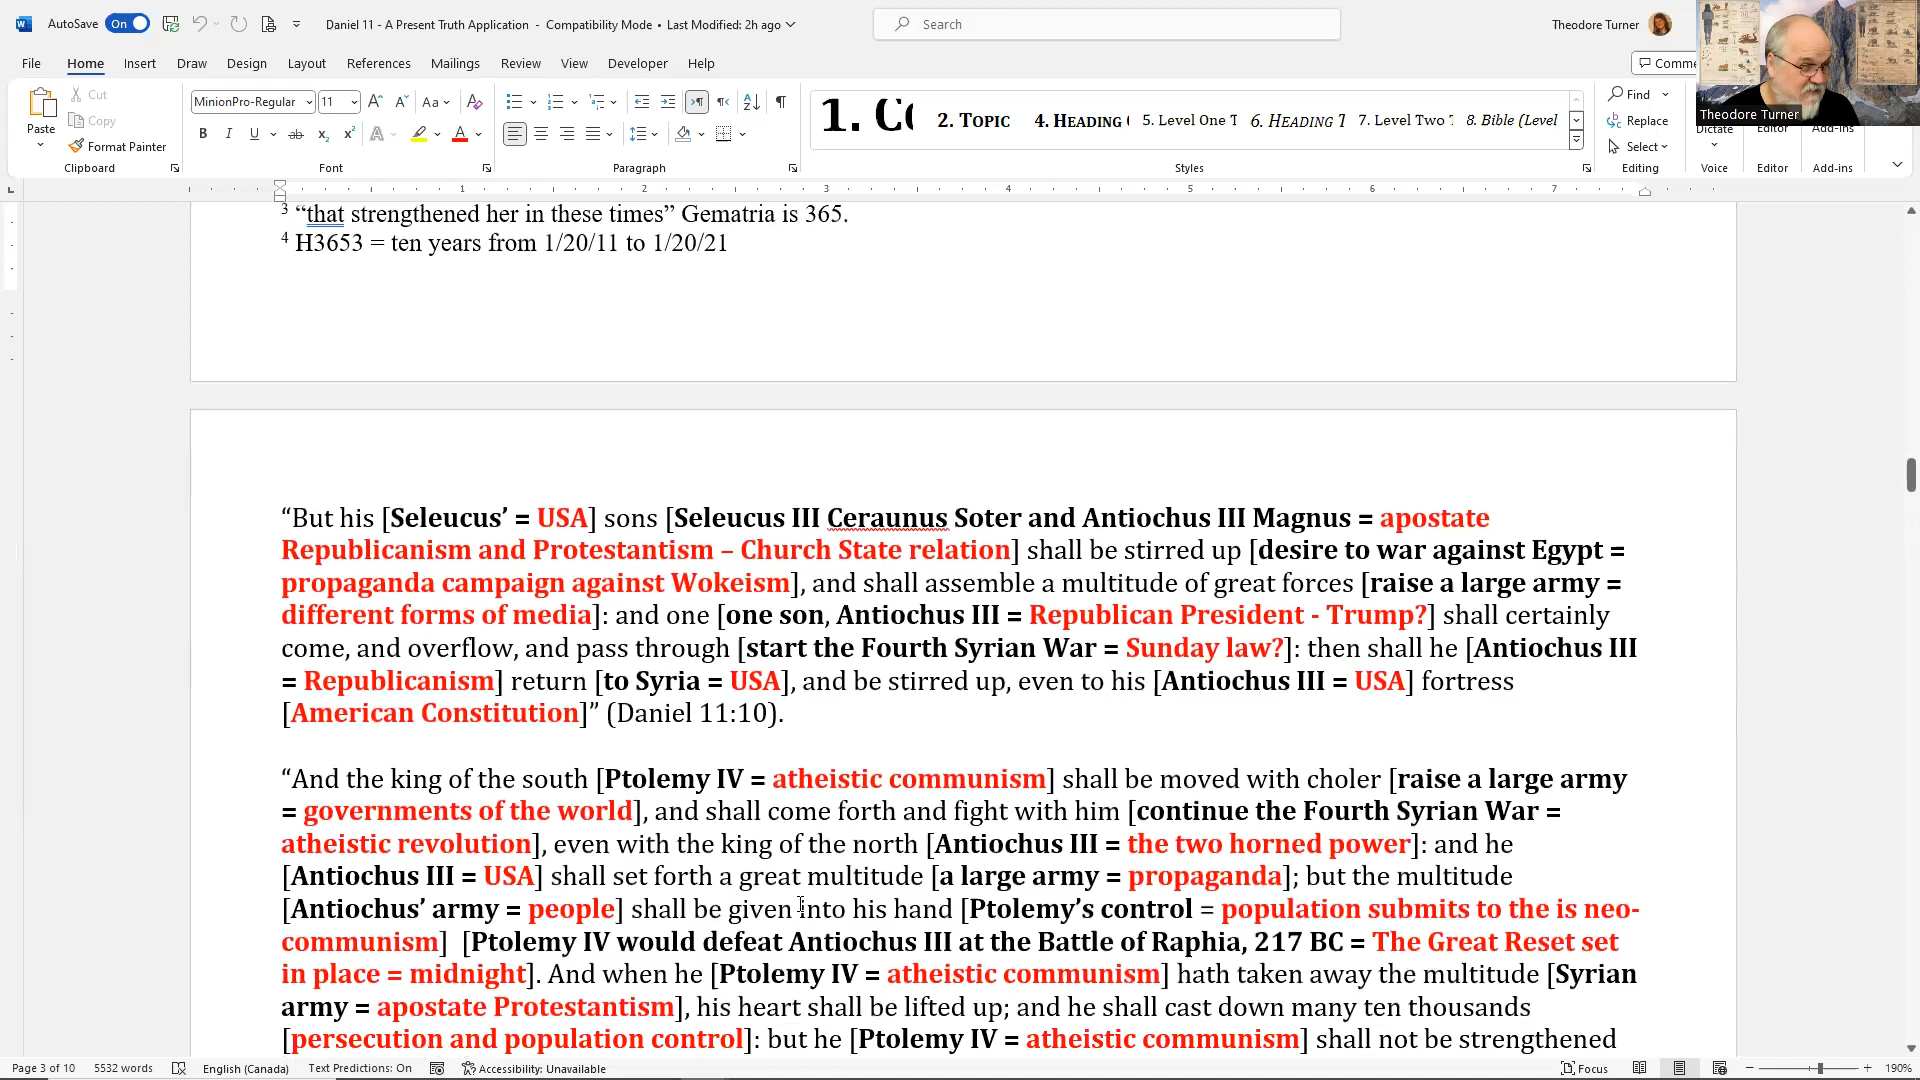 AutoSave On
Daniel 11 - A Present Truth Application - Compatibility Mode • Last Modified: 2h ago
Search
Theodore Turner
File Home Insert Draw Design Layout References Mailings Review View Developer Help
Comme
Paste
Cut
Copy
Format Painter
Clipboard
MinionPro-Regular 11
Font
Paragraph
1. Co
2. TOPIC
4. HEADING
5. Level One T
6. HEADING T
7. Level Two T
8. Bible (Level
Styles
Find
Replace
Select
Editing
Dictate
Voice
Editor
Editor
Add-ins
Add-ins
Theodore Turner
1 2 3 4 5 6 7
3 “that strengthened her in these times” Gematria is 365.
4 H3653 = ten years from 1/20/11 to 1/20/21
“But his [Seleucus’ = USA] sons [Seleucus III Ceraunus Soter and Antiochus III Magnus = apostate
Republicanism and Protestantism – Church State relation] shall be stirred up [desire to war against Egypt =
propaganda campaign against Wokeism], and shall assemble a multitude of great forces [raise a large army =
different forms of media]: and one [one son, Antiochus III = Republican President - Trump?] shall certainly
come, and overflow, and pass through [start the Fourth Syrian War = Sunday law?]: then shall he [Antiochus III
= Republicanism] return [to Syria = USA], and be stirred up, even to his [Antiochus III = USA] fortress
[American Constitution]” (Daniel 11:10).
“And the king of the south [Ptolemy IV = atheistic communism] shall be moved with choler [raise a large army
= governments of the world], and shall come forth and fight with him [continue the Fourth Syrian War =
atheistic revolution], even with the king of the north [Antiochus III = the two horned power]: and he
[Antiochus III = USA] shall set forth a great multitude [a large army = propaganda]; but the multitude
[Antiochus’ army = people] shall be given into his hand [Ptolemy’s control = population submits to the is neo-
communism] [Ptolemy IV would defeat Antiochus III at the Battle of Raphia, 217 BC = The Great Reset set
in place = midnight]. And when he [Ptolemy IV = atheistic communism] hath taken away the multitude [Syrian
army = apostate Protestantism], his heart shall be lifted up; and he shall cast down many ten thousands
[persecution and population control]: but he [Ptolemy IV = atheistic communism] shall not be strengthened
Page 3 of 10 5532 words English (Canada) Text Predictions: On Accessibility: Unavailable Focus 190%